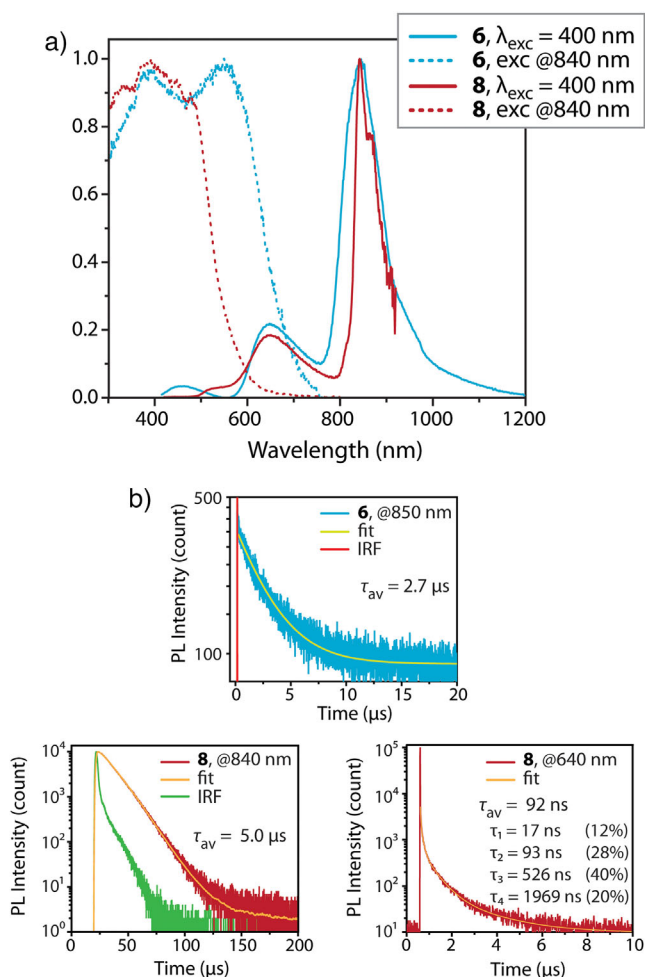 a)
6, λexc = 400 nm
6, exc @840 nm
8, λexc = 400 nm
8, exc @840 nm
1.0
0.8
0.6
0.4
0.2
0.0
400 600 800 1000 1200
Wavelength (nm)
b)
PL Intensity (count)
500
100
6, @850 nm
fit
IRF
τav = 2.7 µs
0 5 10 15 20
Time (µs)
PL Intensity (count)
10⁴
10³
10²
10¹
10⁰
8, @840 nm
fit
IRF
τav = 5.0 µs
0 50 100 150 200
Time (µs)
PL Intensity (count)
10⁵
10⁴
10³
10²
10¹
8, @640 nm
fit
τav = 92 ns
τ1 = 17 ns (12%)
τ2 = 93 ns (28%)
τ3 = 526 ns (40%)
τ4 = 1969 ns (20%)
0 2 4 6 8 10
Time (µs)